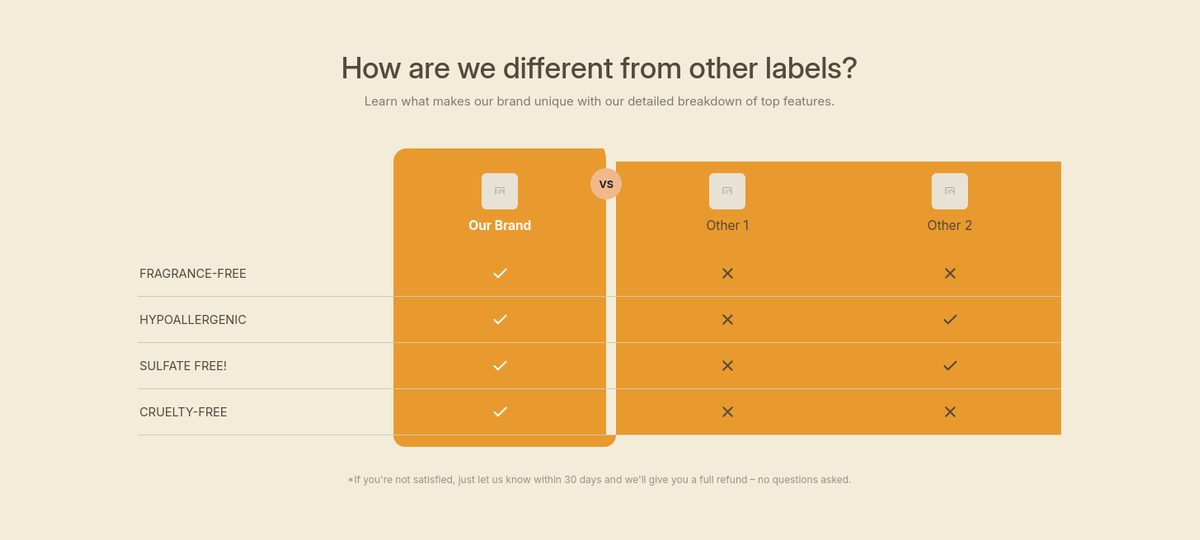 How are we different from other labels?
Learn what makes our brand unique with our detailed breakdown of top features.
VS
Our Brand
Other 1
Other 2
FRAGRANCE-FREE
HYPOALLERGENIC
SULFATE FREE!
CRUELTY-FREE
*If you're not satisfied, just let us know within 30 days and we'll give you a full refund – no questions asked.